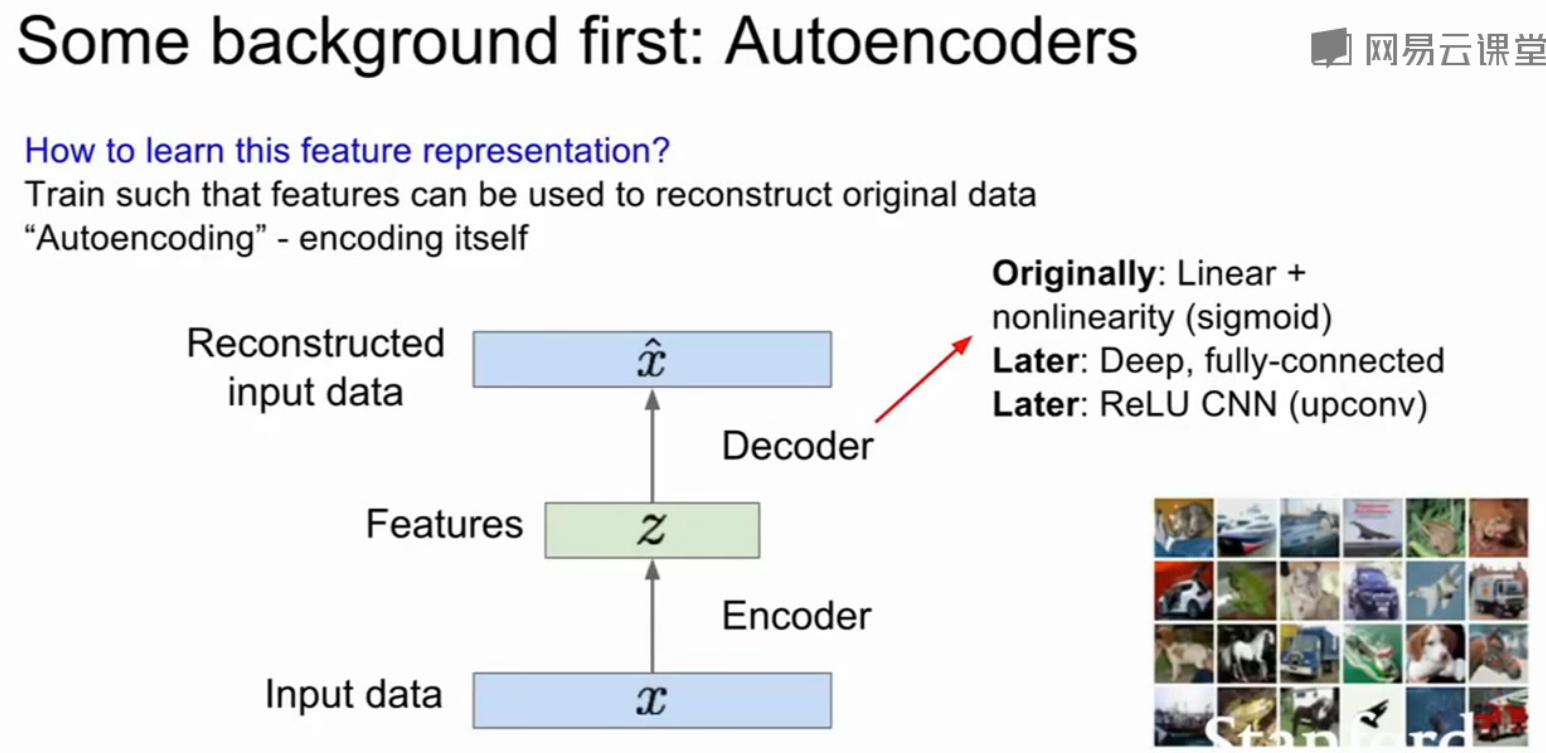 Some background first: Autoencoders
网易云课堂
How to learn this feature representation?
Train such that features can be used to reconstruct original data
“Autoencoding” - encoding itself
Originally: Linear +
nonlinearity (sigmoid)
Later: Deep, fully-connected
Later: ReLU CNN (upconv)
Reconstructed
input data
x̂
Decoder
Features
z
Encoder
Input data
x
Stanford